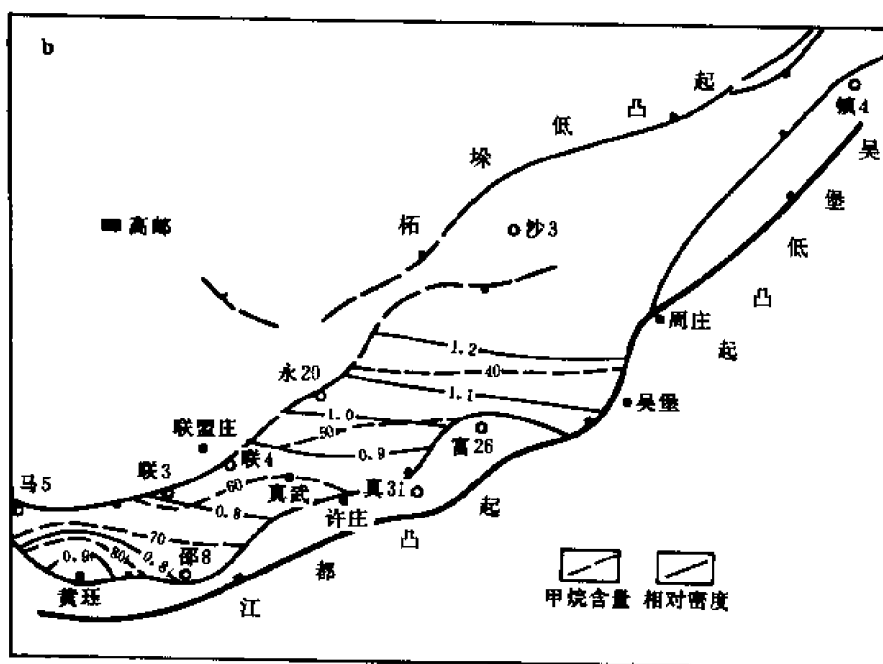 b
柘垛低凸起
镇4
吴堡低凸起
高邮
沙3
周庄
1.2
40
永20
1.1
吴堡
1.0
联盟庄
50
0.9
富26
联4
联3
60
真武
真31
马5
0.8
许庄
70
0.9
80
0.8
邵8
黄珏
江都凸起
甲烷含量
相对密度